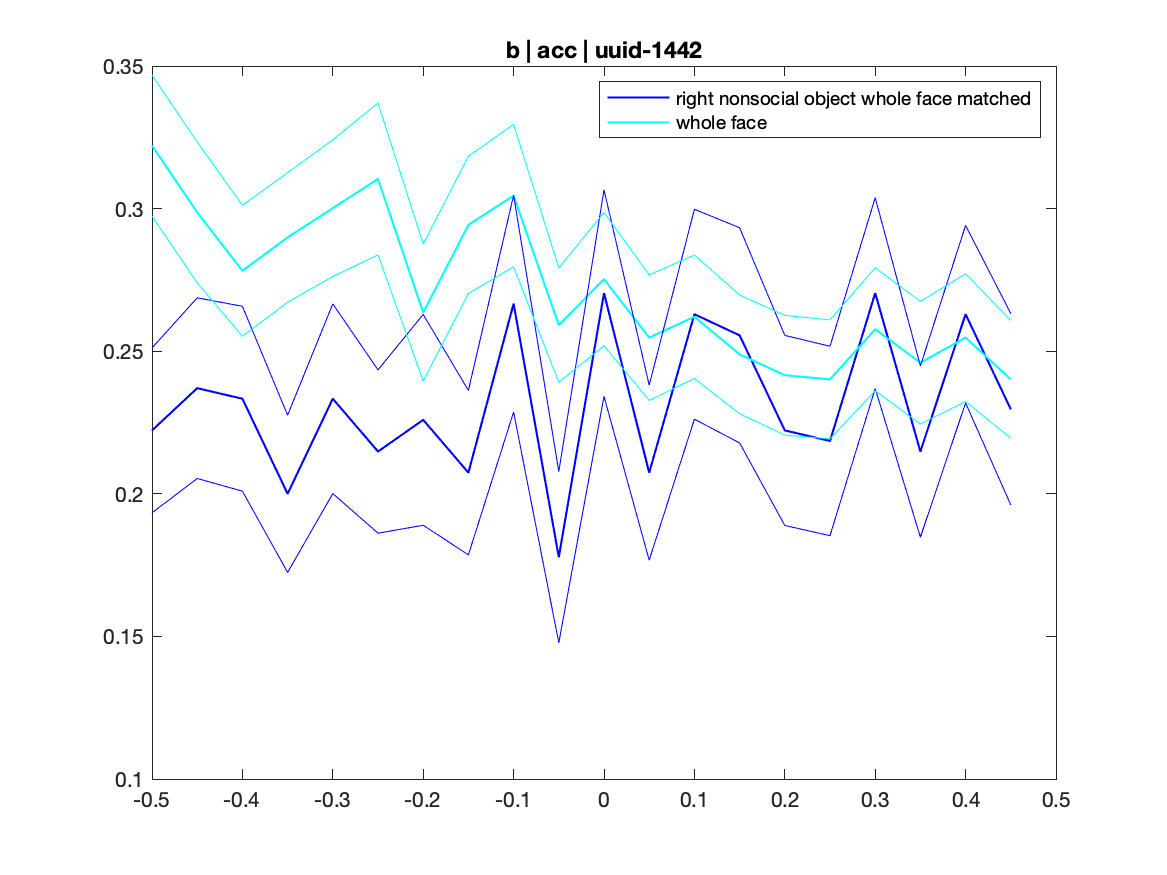 b | acc | uuid-1442
right nonsocial object whole face matched
whole face
0.35
0.3
0.25
0.2
0.15
0.1
-0.5 -0.4 -0.3 -0.2 -0.1 0 0.1 0.2 0.3 0.4 0.5